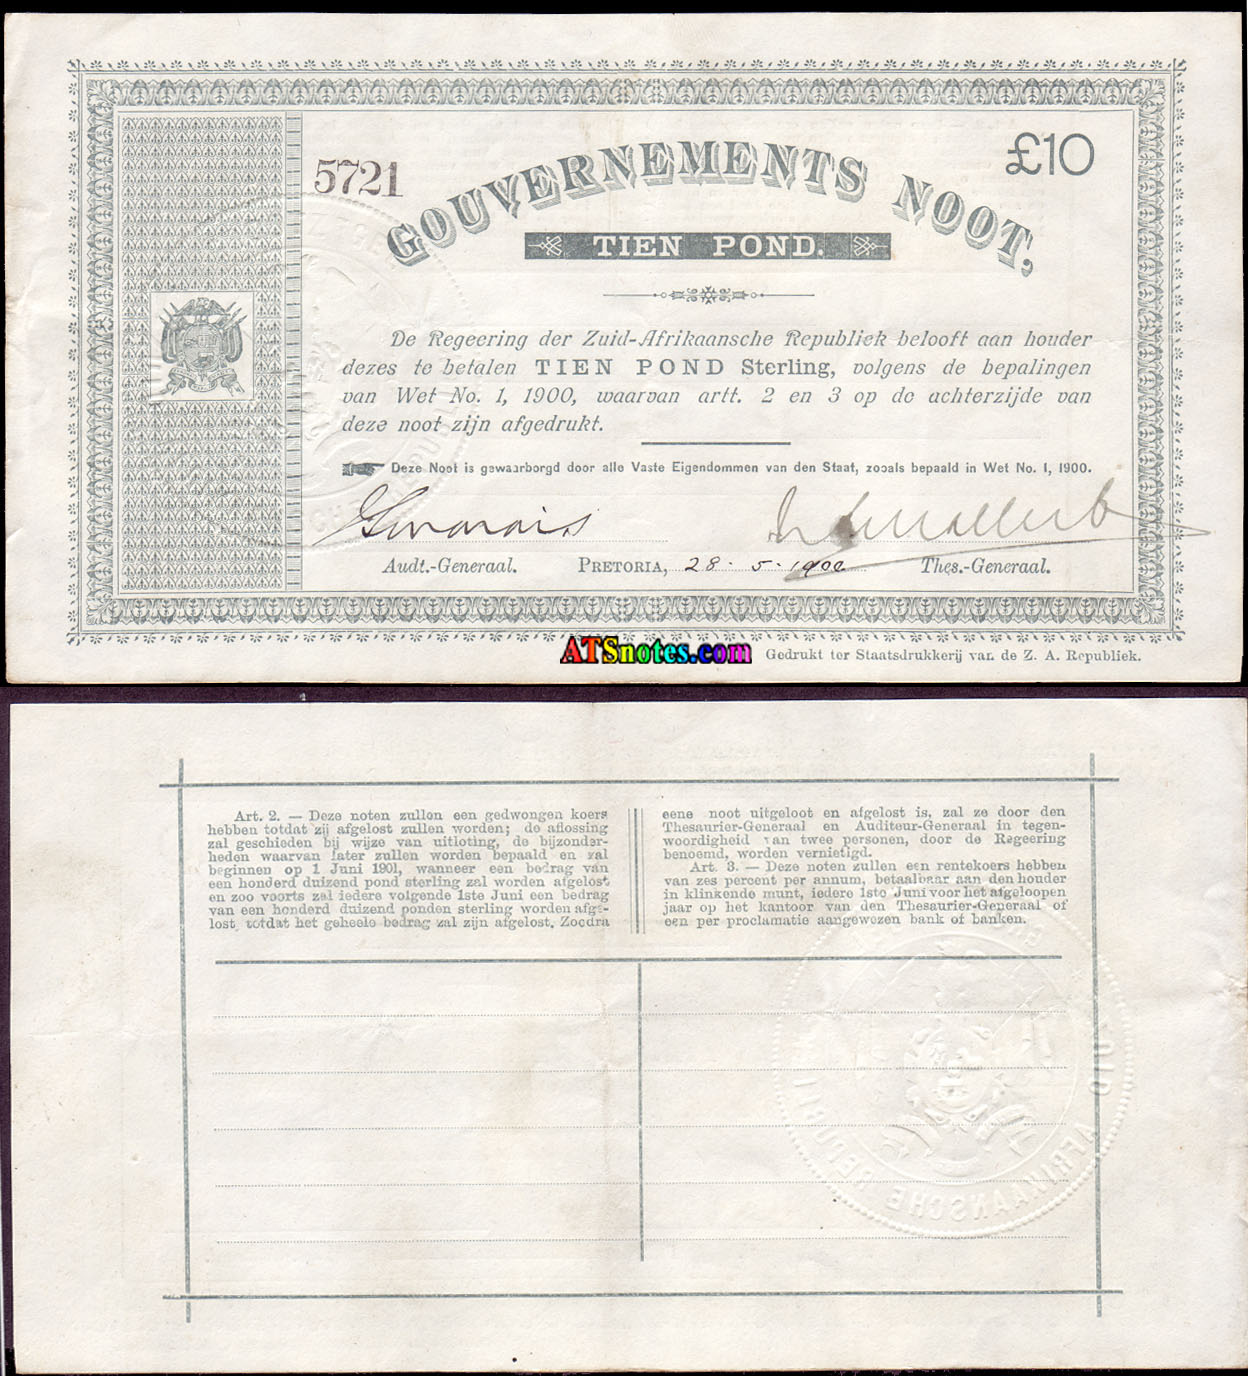 5721
£10
GOUVERNEMENTS NOOT,
TIEN POND.
De Regeering der Zuid-Afrikaansche Republiek belooft aan houder
dezes te betalen TIEN POND Sterling, volgens de bepalingen
van Wet No. 1, 1900, waarvan artt. 2 en 3 op de achterzijde van
deze noot zijn afgedrukt.
Deze Noot is gewaarborgd door alle Vaste Eigendommen van den Staat, zooals bepaald in Wet No. 1, 1900.
Audt.-Generaal. PRETORIA, 28 - 5 - 1900 Thes.-Generaal.
ATSnotes.com
Gedrukt ter Staatsdrukkerij van de Z. A. Republiek.
Art. 2. — Deze noten zullen een gedwongen koers
hebben totdat zij afgelost zullen worden; de aflossing
zal geschieden bij wijze van uitloting, de bijzonder-
heden waarvan later zullen worden bepaald en zal
beginnen op 1 Juni 1901, wanneer een bedrag van
een honderd duizend pond sterling zal worden afgelost
en zoo voorts zal iedere volgende 1ste Juni een bedrag
van een honderd duizend ponden sterling worden afge-
lost, totdat het geheele bedrag zal zijn afgelost. Zoodra
eene noot uitgeloot en afgelost is, zal ze door den
Thesaurier-Generaal en Auditeur-Generaal in tegen-
woordigheid van twee personen, door de Regeering
benoemd, worden vernietigd.
Art. 3. — Deze noten zullen een rentekoers hebben
van zes percent per annum, betaalbaar aan den houder
in klinkende munt, iedere 1sto Juni voor het afgeloopen
jaar op het kantoor van den Thesaurier-Generaal of
een per proclamatie aangewezen bank of banken.
ZUID AFRIKAANSCHE REPUBLIEK